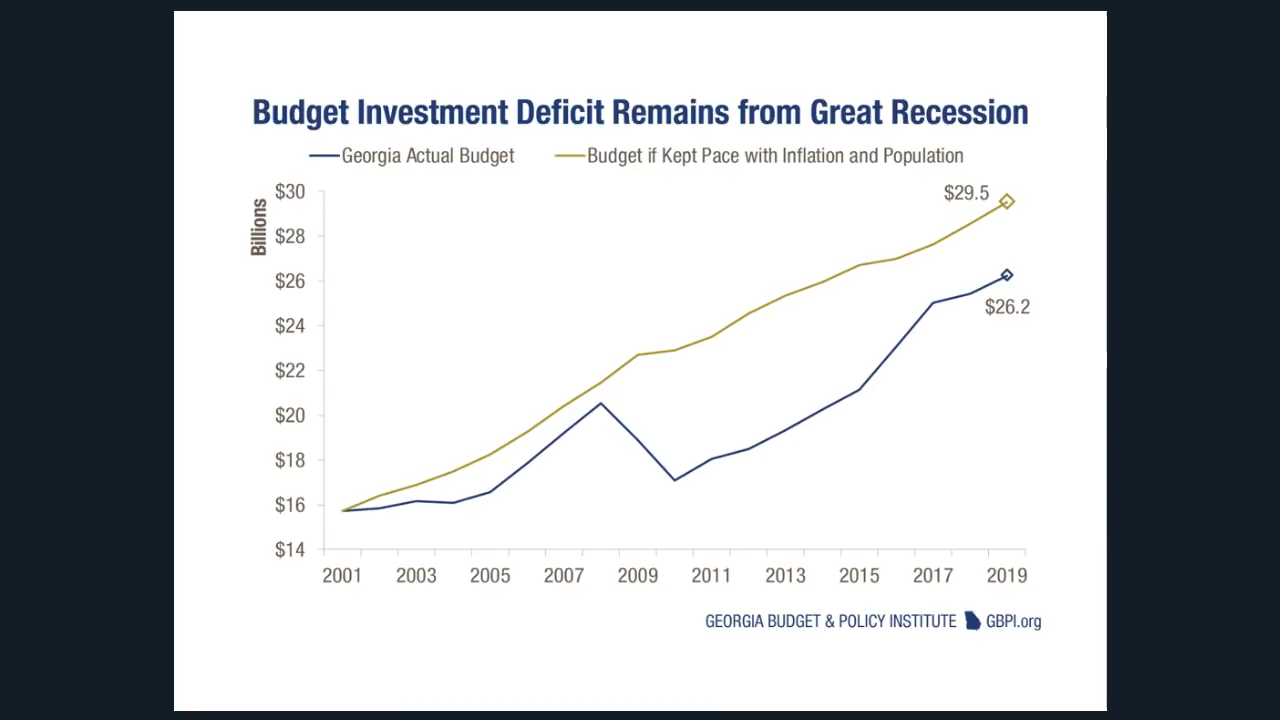 Budget Investment Deficit Remains from Great Recession
Georgia Actual Budget
Budget if Kept Pace with Inflation and Population
Billions
$30
$28
$26
$24
$22
$20
$18
$16
$14
$29.5
$26.2
2001 2003 2005 2007 2009 2011 2013 2015 2017 2019
GEORGIA BUDGET & POLICY INSTITUTE GBPI.org